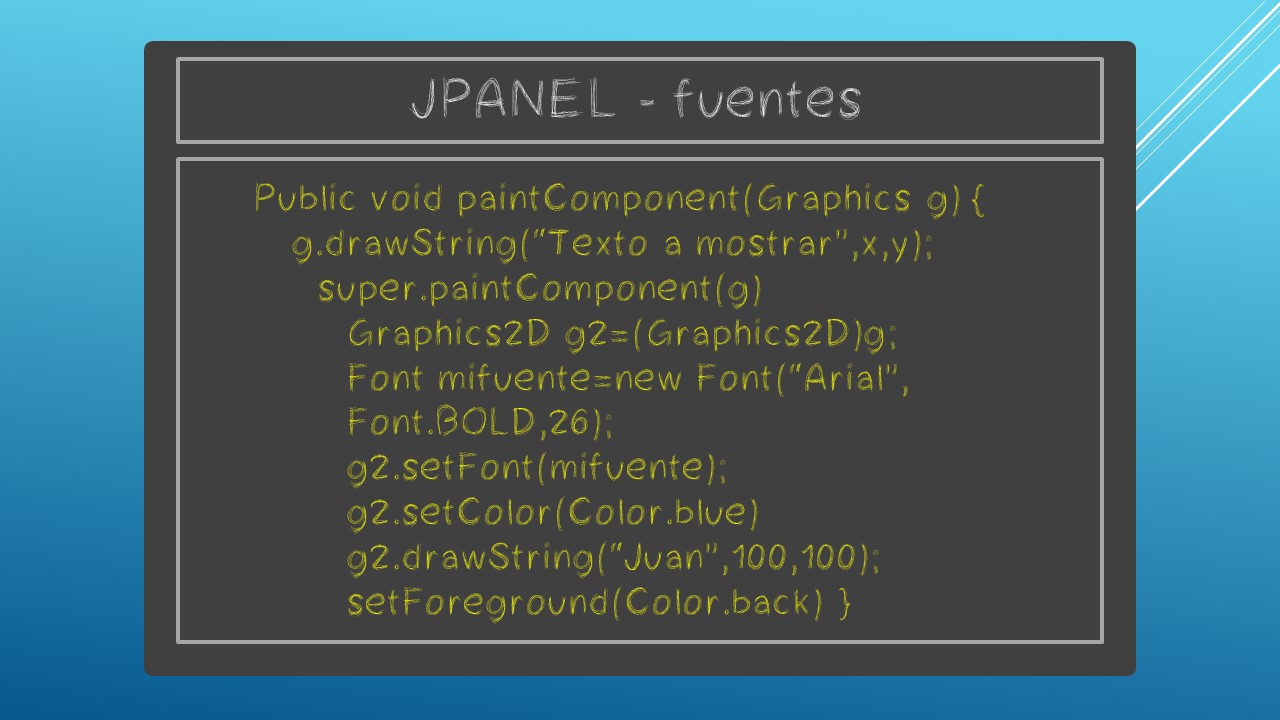 JPANEL - fuentes
Public void paintComponent(Graphics g) {
g.drawString(“Texto a mostrar”,x,y);
super.paintComponent(g)
Graphics2D g2=(Graphics2D)g;
Font mifuente=new Font(“Arial”,
Font.BOLD,26);
g2.setFont(mifuente);
g2.setColor(Color.blue)
g2.drawString(“Juan”,100,100);
setForeground(Color.back) }